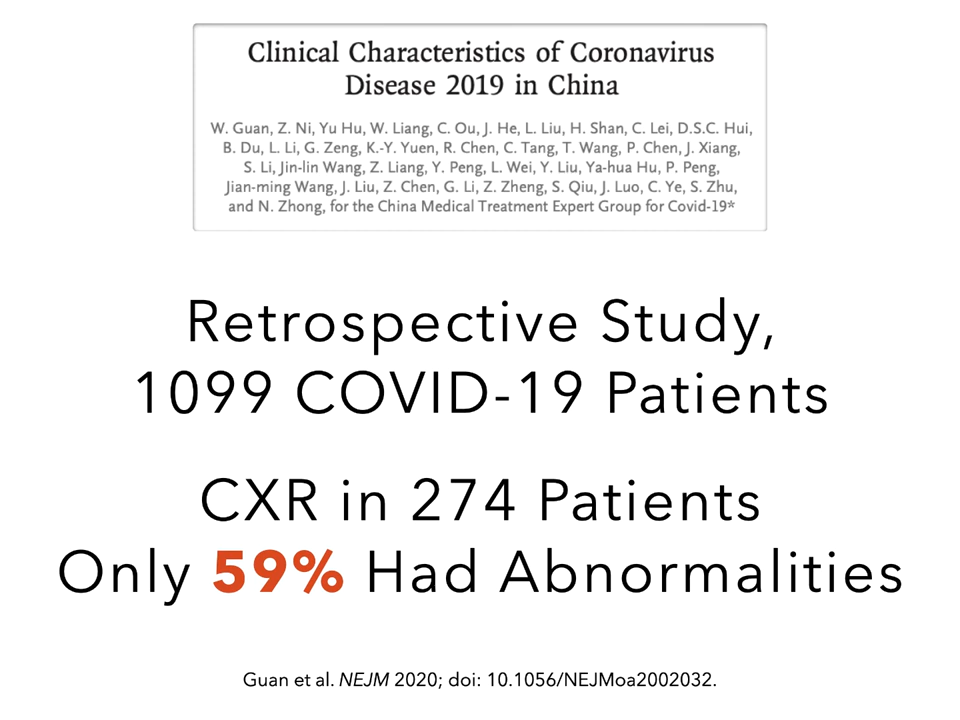 Clinical Characteristics of Coronavirus
Disease 2019 in China
W. Guan, Z. Ni, Yu Hu, W. Liang, C. Ou, J. He, L. Liu, H. Shan, C. Lei, D.S.C. Hui,
B. Du, L. Li, G. Zeng, K.-Y. Yuen, R. Chen, C. Tang, T. Wang, P. Chen, J. Xiang,
S. Li, Jin-lin Wang, Z. Liang, Y. Peng, L. Wei, Y. Liu, Ya-hua Hu, P. Peng,
Jian-ming Wang, J. Liu, Z. Chen, G. Li, Z. Zheng, S. Qiu, J. Luo, C. Ye, S. Zhu,
and N. Zhong, for the China Medical Treatment Expert Group for Covid-19*
Retrospective Study,
1099 COVID-19 Patients
CXR in 274 Patients
Only 59% Had Abnormalities
Guan et al. NEJM 2020; doi: 10.1056/NEJMoa2002032.